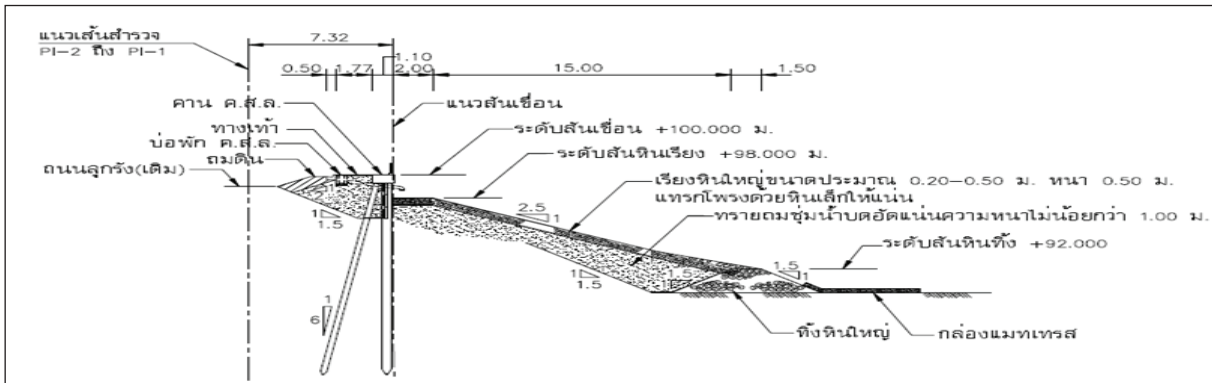 แนวเส้นสำรวจ
PI-2 ถึง PI-1
7.32
1.10
0.50 1.77 2.00 15.00 1.50
คาน ค.ส.ล.
แนวสันเขื่อน
ทางเท้า
ระดับสันเขื่อน +100.000 ม.
บ่อพัก ค.ส.ล.
ถมดิน
ระดับสันหินเรียง +98.000 ม.
ถนนลูกรัง(เดิม)
เรียงหินใหญ่ขนาดประมาณ 0.20-0.50 ม. หนา 0.50 ม.
แทรกโพรงด้วยหินเล็กให้แน่น
2.5
1
ทรายถมชุ่มน้ำบดอัดแน่นความหนาไม่น้อยกว่า 1.00 ม.
1
1.5
ระดับสันหินทิ้ง +92.000
1.5
1
1
1.5
1.5
1
6
ทิ้งหินใหญ่
กล่องแมทเทรส